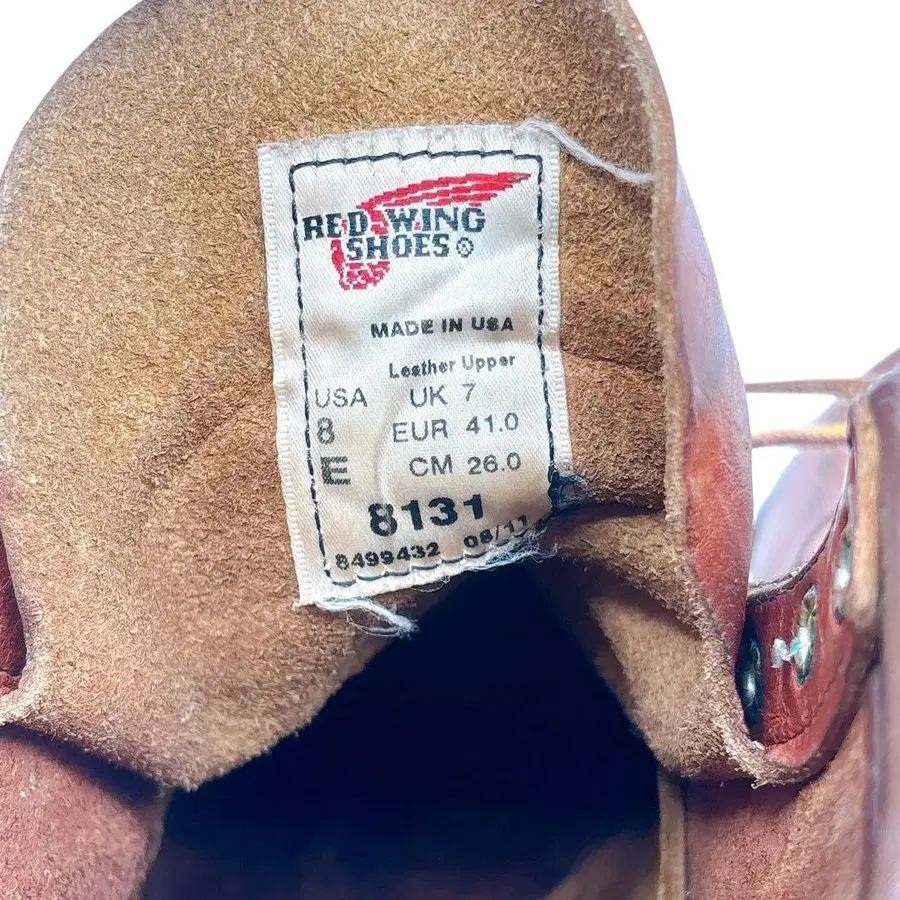 RED WING
SHOES®
MADE IN USA
Leather Upper
USA UK 7
8 EUR 41.0
E CM 26.0
8131
8499432 06/11